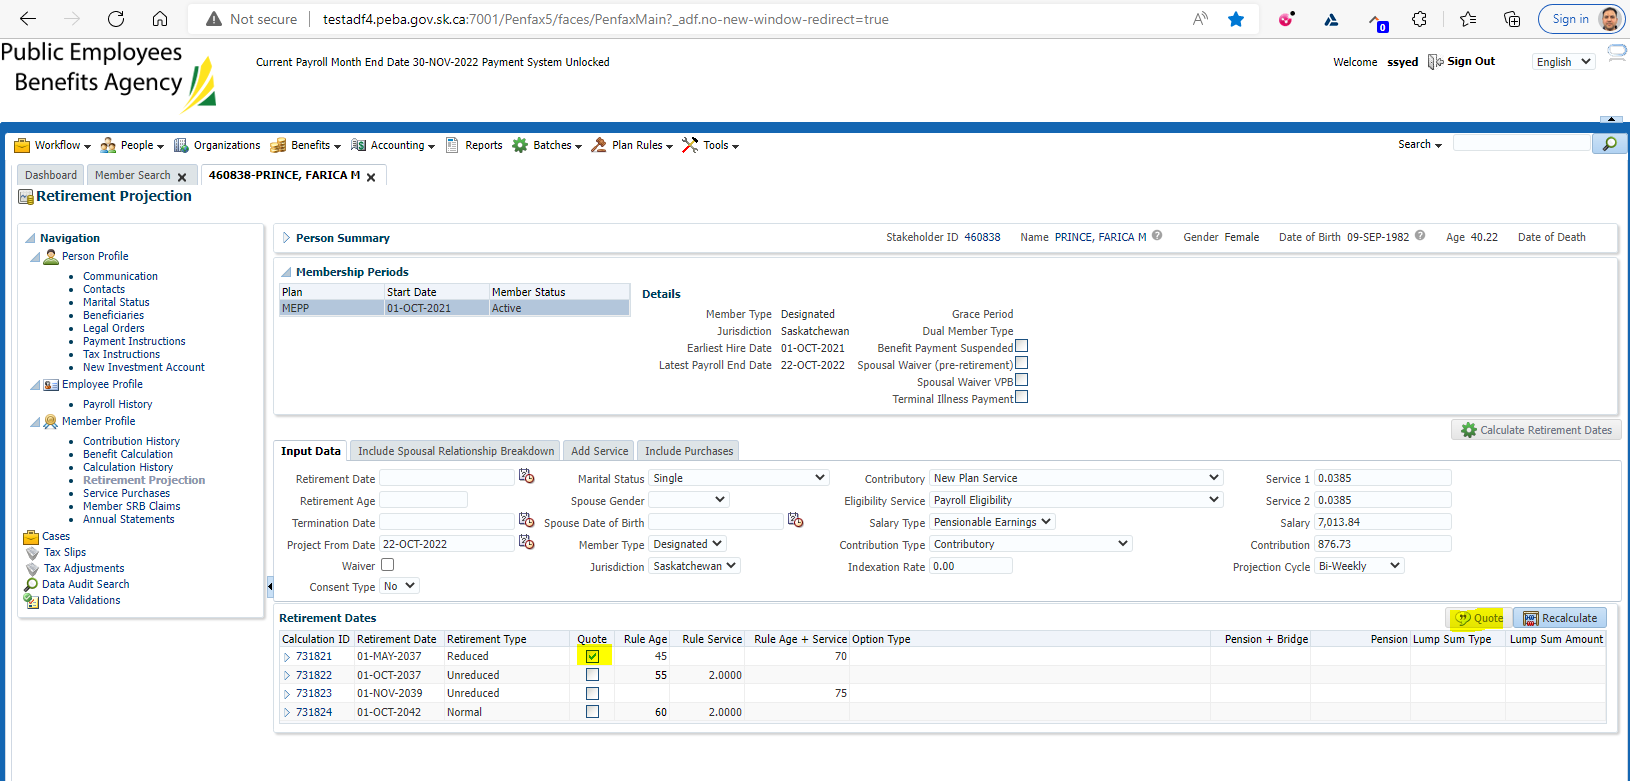 Not secure testadf4.peba.gov.sk.ca:7001/Penfax5/faces/PenfaxMain?_adf.no-new-window-redirect=true A 0 Sign in
Public Employees
Benefits Agency
Current Payroll Month End Date 30-NOV-2022 Payment System Unlocked
Welcome ssyed Sign Out English
Workflow People Organizations Benefits Accounting Reports Batches Plan Rules Tools Search
Dashboard Member Search 460838-PRINCE, FARICA M
Retirement Projection
Navigation
Person Profile
Communication
Contacts
Marital Status
Beneficiaries
Legal Orders
Payment Instructions
Tax Instructions
New Investment Account
Employee Profile
Payroll History
Member Profile
Contribution History
Benefit Calculation
Calculation History
Retirement Projection
Service Purchases
Member SRB Claims
Annual Statements
Cases
Tax Slips
Tax Adjustments
Data Audit Search
Data Validations
Person Summary Stakeholder ID 460838 Name PRINCE, FARICA M Gender Female Date of Birth 09-SEP-1982 Age 40.22 Date of Death
Membership Periods
Plan Start Date Member Status
MEPP 01-OCT-2021 Active
Details
Member Type Designated Grace Period
Jurisdiction Saskatchewan Dual Member Type
Earliest Hire Date 01-OCT-2021 Benefit Payment Suspended
Latest Payroll End Date 22-OCT-2022 Spousal Waiver (pre-retirement)
Spousal Waiver VPB
Terminal Illness Payment
Calculate Retirement Dates
Input Data Include Spousal Relationship Breakdown Add Service Include Purchases
Retirement Date Marital Status Single Contributory New Plan Service Service 1 0.0385
Retirement Age Spouse Gender Eligibility Service Payroll Eligibility Service 2 0.0385
Termination Date Spouse Date of Birth Salary Type Pensionable Earnings Salary 7,013.84
Project From Date 22-OCT-2022 Member Type Designated Contribution Type Contributory Contribution 876.73
Waiver Jurisdiction Saskatchewan Indexation Rate 0.00 Projection Cycle Bi-Weekly
Consent Type No
Retirement Dates Quote Recalculate
Calculation ID Retirement Date Retirement Type Quote Rule Age Rule Service Rule Age + Service Option Type Pension + Bridge Pension Lump Sum Type Lump Sum Amount
731821 01-MAY-2037 Reduced 45 70
731822 01-OCT-2037 Unreduced 55 2.0000
731823 01-NOV-2039 Unreduced 75
731824 01-OCT-2042 Normal 60 2.0000